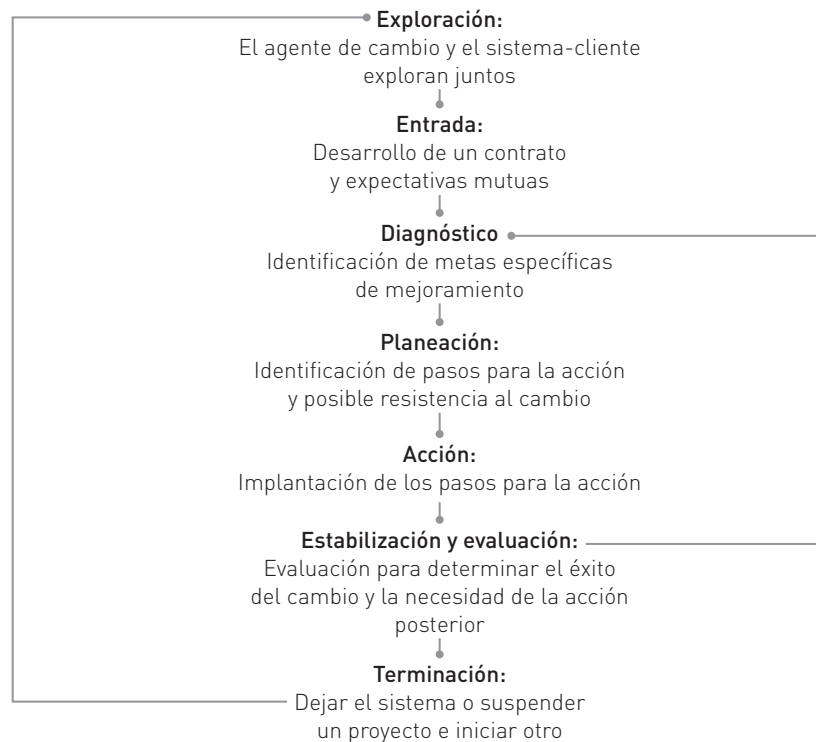 Exploración:
El agente de cambio y el sistema-cliente
exploran juntos
Entrada:
Desarrollo de un contrato
y expectativas mutuas
Diagnóstico
Identificación de metas específicas
de mejoramiento
Planeación:
Identificación de pasos para la acción
y posible resistencia al cambio
Acción:
Implantación de los pasos para la acción
Estabilización y evaluación:
Evaluación para determinar el éxito
del cambio y la necesidad de la acción
posterior
Terminación:
Dejar el sistema o suspender
un proyecto e iniciar otro